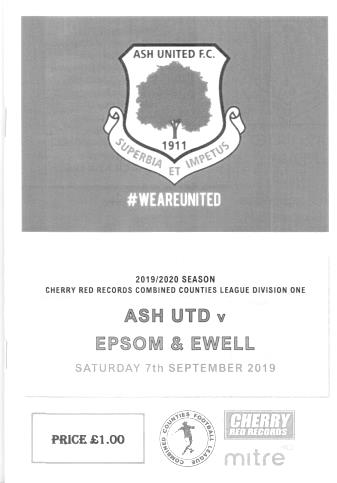 ASH UNITED F.C.
1911
SUPERBIA ET IMPETUS
#WEAREUNITED
2019/2020 SEASON
CHERRY RED RECORDS COMBINED COUNTIES LEAGUE DIVISION ONE
ASH UTD v
EPSOM & EWELL
SATURDAY 7th SEPTEMBER 2019
PRICE £1.00
COMBINED COUNTIES FOOTBALL LEAGUE
CHERRY
RED RECORDS
mitre